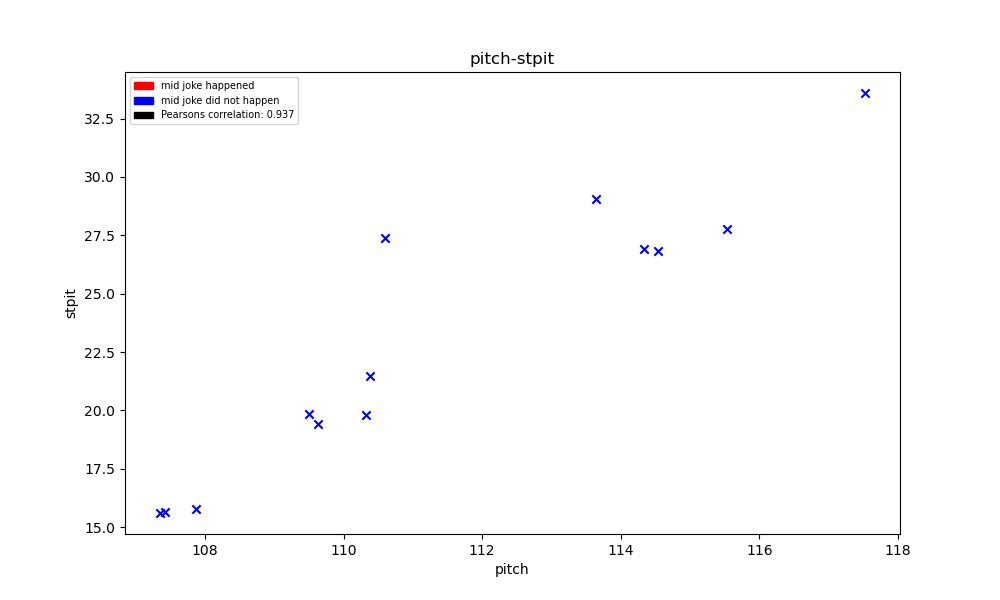 pitch-stpit
mid joke happened
mid joke did not happen
Pearsons correlation: 0.937
32.5
30.0
27.5
25.0
22.5
20.0
17.5
15.0
stpit
108 110 112 114 116 118
pitch